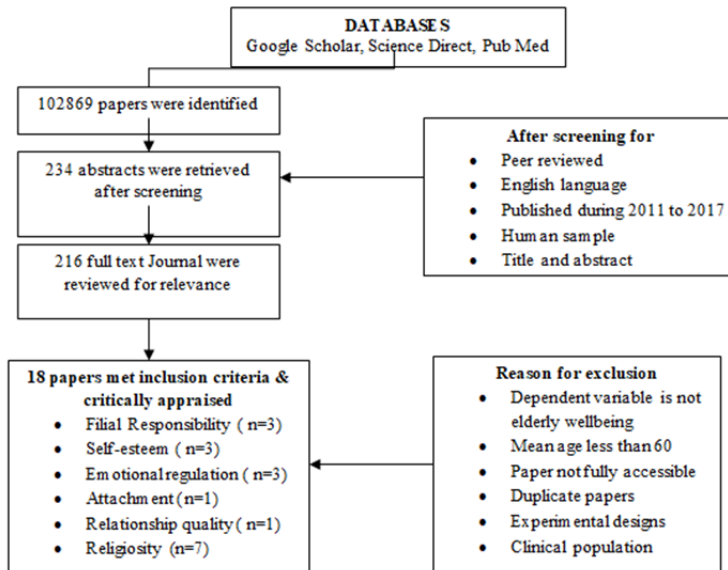 DATABASES
Google Scholar, Science Direct, Pub Med
102869 papers were identified
234 abstracts were retrieved
after screening
After screening for
• Peer reviewed
• English language
• Published during 2011 to 2017
• Human sample
• Title and abstract
216 full text Journal were
reviewed for relevance
18 papers met inclusion criteria &
critically appraised
• Filial Responsibility ( n=3)
• Self-esteem ( n=3)
• Emotional regulation ( n=3)
• Attachment (n=1)
• Relationship quality ( n=1)
• Religiosity (n=7)
Reason for exclusion
• Dependent variable is not
elderly wellbeing
• Mean age less than 60
• Paper not fully accessible
• Duplicate papers
• Experimental designs
• Clinical population